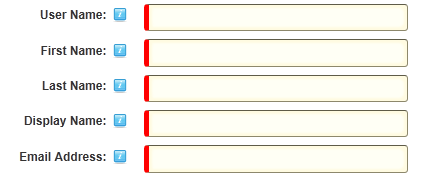 User Name:
First Name:
Last Name:
Display Name:
Email Address: